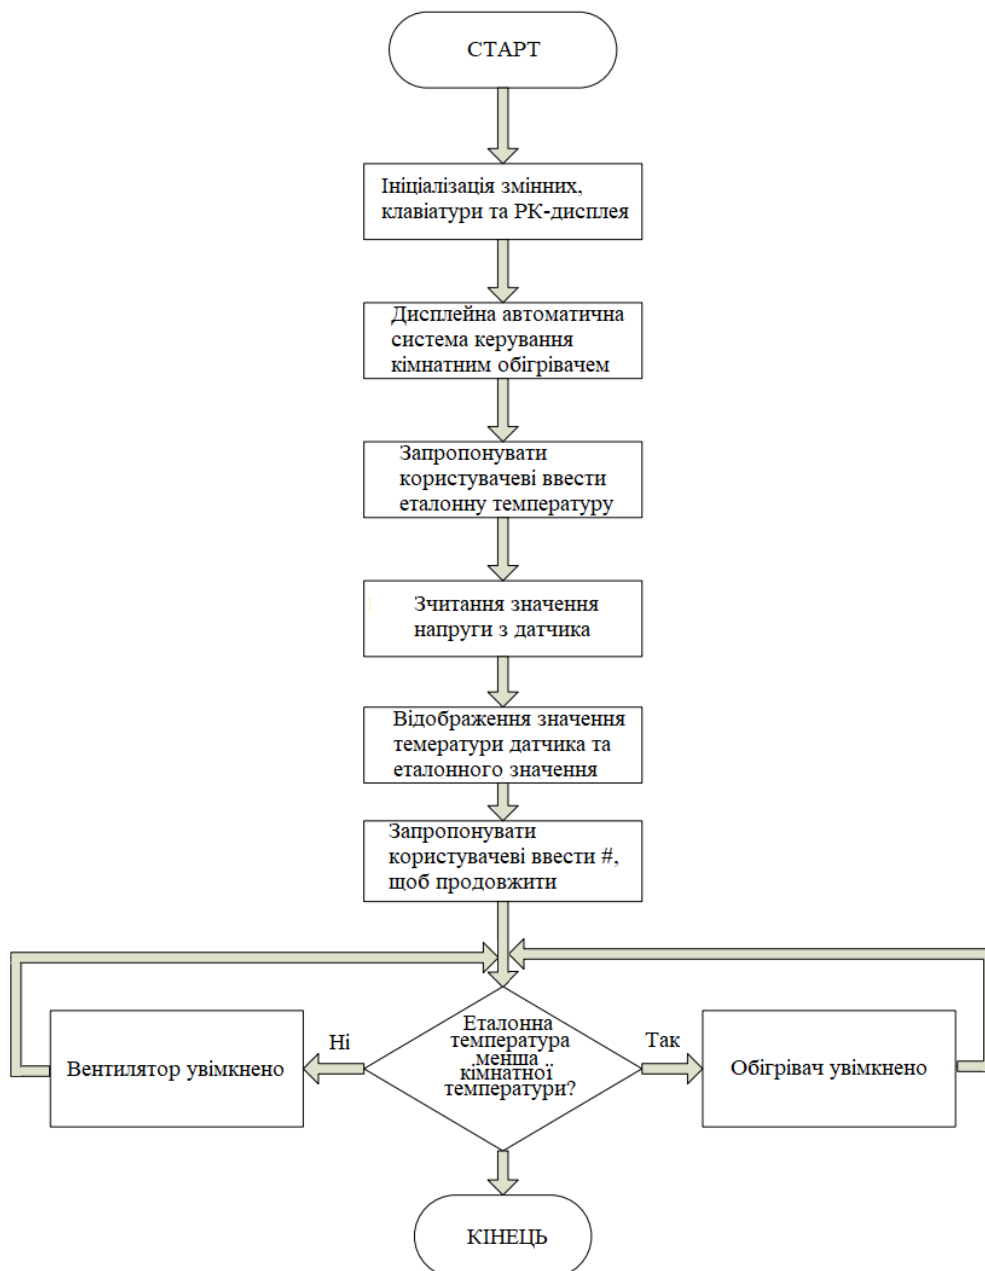 СТАРТ
Ініціалізація змінних,
клавіатури та РК-дисплея
Дисплейна автоматична
система керування
кімнатним обігрівачем
Запропонувати
користувачеві ввести
еталонну температуру
Зчитання значення
напруги з датчика
Відображення значення
темератури датчика та
еталонного значення
Запропонувати
користувачеві ввести #,
щоб продовжити
Еталонна
температура
менша
кімнатної
температури?
Ні
Так
Вентилятор увімкнено
Обігрівач увімкнено
КІНЕЦЬ